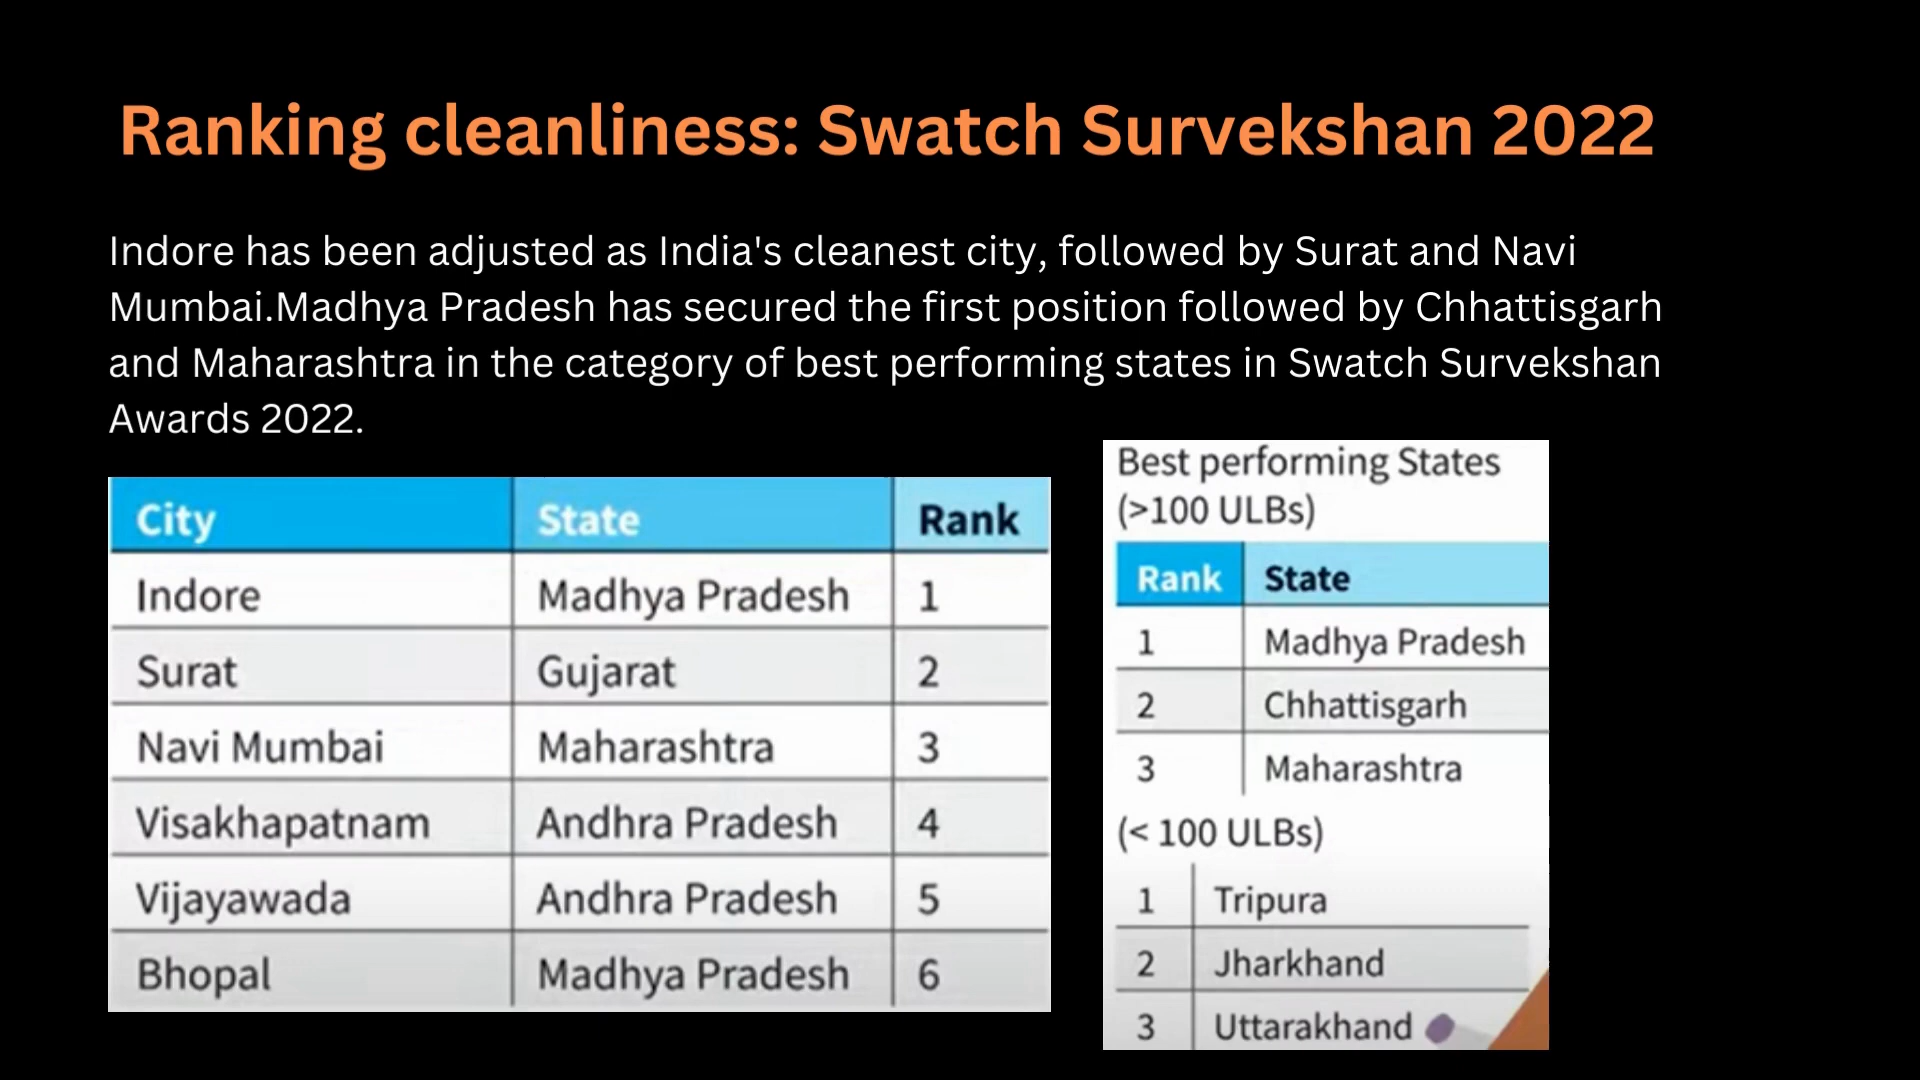 Ranking cleanliness: Swatch Survekshan 2022
Indore has been adjusted as India's cleanest city, followed by Surat and Navi
Mumbai.Madhya Pradesh has secured the first position followed by Chhattisgarh
and Maharashtra in the category of best performing states in Swatch Survekshan
Awards 2022.
City State Rank
Indore Madhya Pradesh 1
Surat Gujarat 2
Navi Mumbai Maharashtra 3
Visakhapatnam Andhra Pradesh 4
Vijayawada Andhra Pradesh 5
Bhopal Madhya Pradesh 6
Best performing States
(>100 ULBs)
Rank State
1 Madhya Pradesh
2 Chhattisgarh
3 Maharashtra
(< 100 ULBs)
1 Tripura
2 Jharkhand
3 Uttarakhand